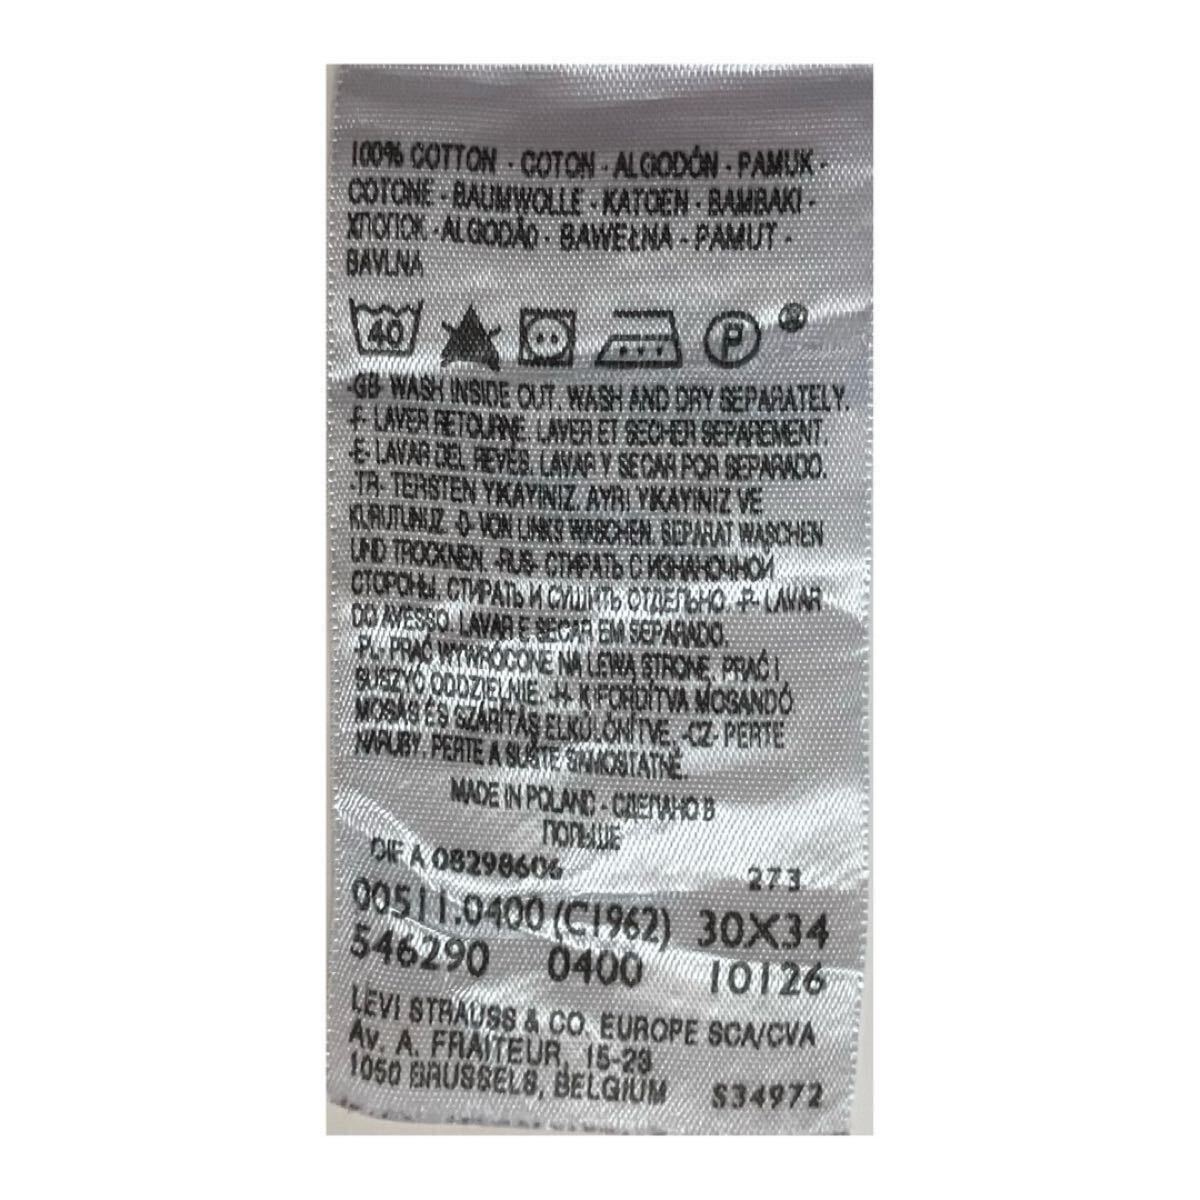 100% COTTON - COTON - ALGODÓN - PAMUK -
COTONE - BAUMWOLLE - KATOEN - BAMBAKI -
ХЛОПОК - ALGODÃO - BAWEŁNA - PAMUT -
BAVLNA
40 P R
-GB- WASH INSIDE OUT. WASH AND DRY SEPARATELY.
-F- LAVER RETOURNE. LAVER ET SECHER SEPAREMENT.
-E- LAVAR DEL REVÉS. LAVAR Y SECAR POR SEPARADO.
-TR- TERSTEN YIKAYINIZ. AYRI YIKAYINIZ VE
KURUTUNUZ. -D- VON LINKS WASCHEN. SEPARAT WASCHEN
UND TROCKNEN. -RUS- СТИРАТЬ С ИЗНАНОЧНОЙ
СТОРОНЫ. СТИРАТЬ И СУШИТЬ ОТДЕЛЬНО. -P- LAVAR
DO AVESSO. LAVAR E SECAR EM SEPARADO.
-PL- PRAĆ WYWRÓCONE NA LEWĄ STRONĘ. PRAĆ I
SUSZYĆ ODDZIELNIE. -H- KIFORDÍTVA MOSANDÓ
MOSÁS ÉS SZÁRÍTÁS ELKÜLÖNÍTVE. -CZ- PERTE
NARUBY. PERTE A SUŠTE SAMOSTATNĚ.
MADE IN POLAND - СДЕЛАНО В
ПОЛЬШЕ
OIF A 08298606 273
00511.0400 (C1962) 30X34
546290 0400 10126
LEVI STRAUSS & CO. EUROPE SCA/CVA
Av. A. FRAITEUR, 15-23
1050 BRUSSELS, BELGIUM S34972